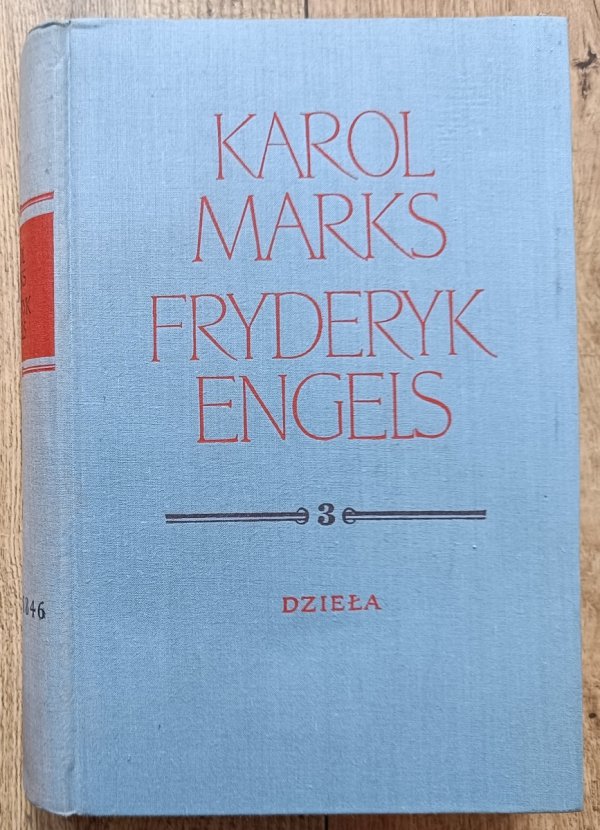 KAROL
MARKS
FRYDERYK
ENGELS
3
DZIEŁA